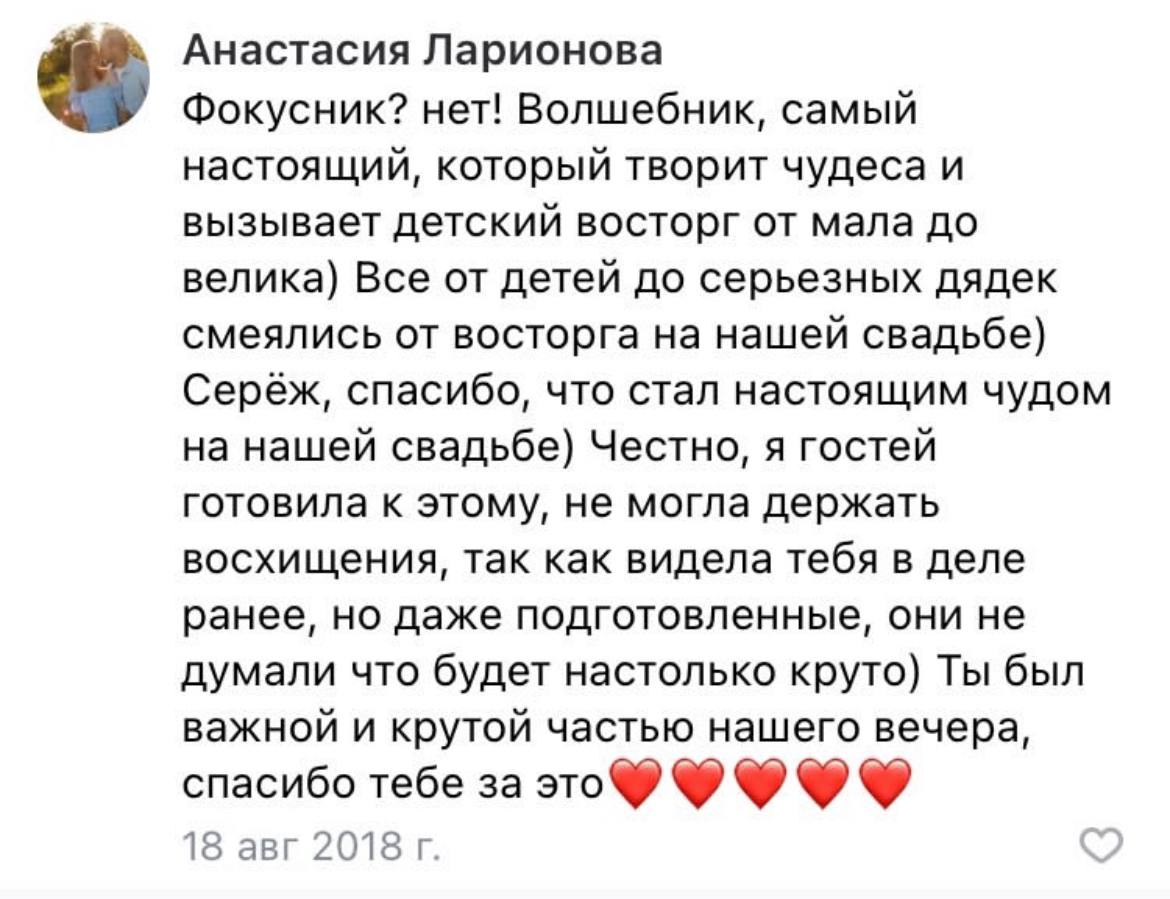 Анастасия Ларионова
Фокусник? нет! Волшебник, самый
настоящий, который творит чудеса и
вызывает детский восторг от мала до
велика) Все от детей до серьезных дядек
смеялись от восторга на нашей свадьбе)
Серёж, спасибо, что стал настоящим чудом
на нашей свадьбе) Честно, я гостей
готовила к этому, не могла держать
восхищения, так как видела тебя в деле
ранее, но даже подготовленные, они не
думали что будет настолько круто) Ты был
важной и крутой частью нашего вечера,
спасибо тебе за это❤️❤️❤️❤️❤️
18 авг 2018 г.